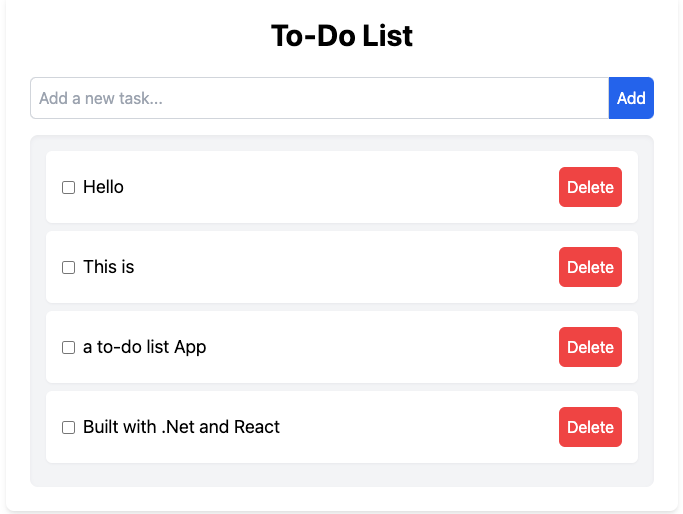 To-Do List
Add a new task...
Add
Hello
Delete
This is
Delete
a to-do list App
Delete
Built with .Net and React
Delete